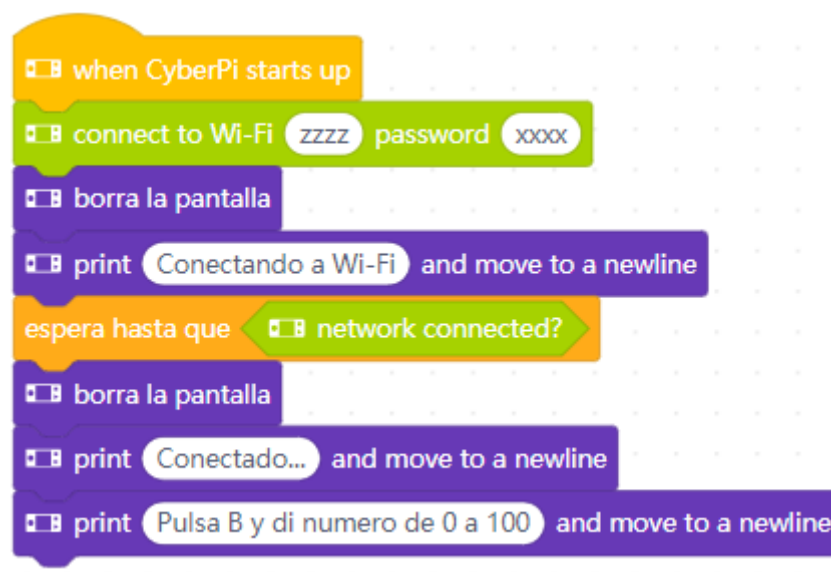 when CyberPi starts up
connect to Wi-Fi zzzz password xxxx
borra la pantalla
print Conectando a Wi-Fi and move to a newline
espera hasta que network connected?
borra la pantalla
print Conectado... and move to a newline
print Pulsa B y di numero de 0 a 100 and move to a newline